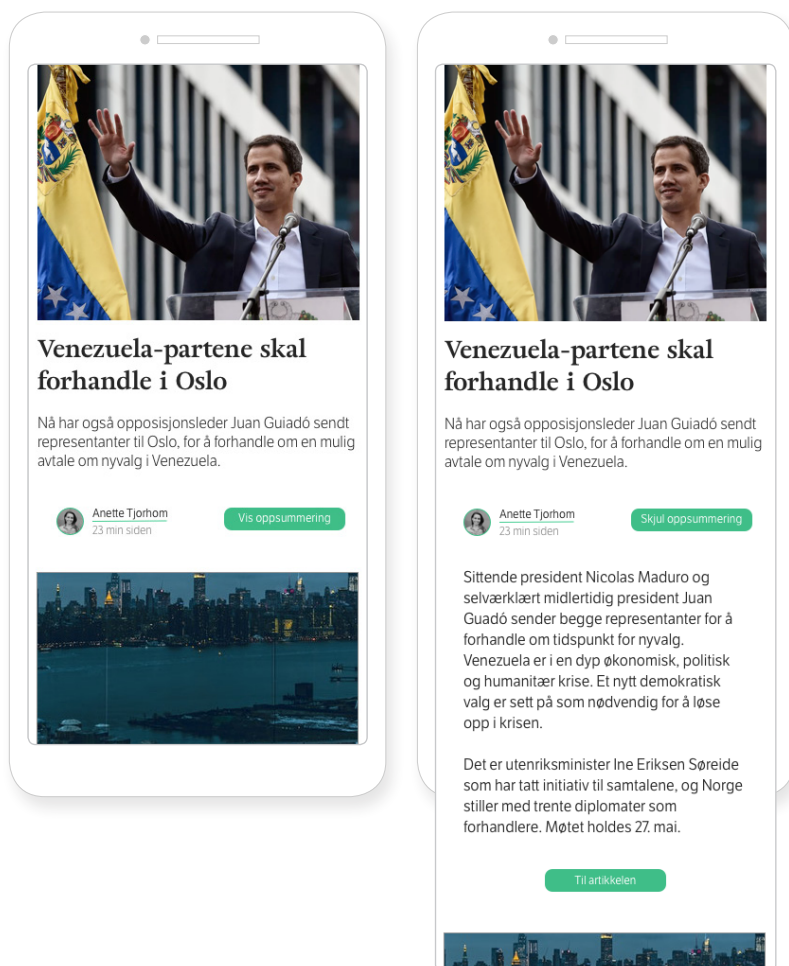 Venezuela-partene skal
forhandle i Oslo
Nå har også opposisjonsleder Juan Guiadó sendt
representanter til Oslo, for å forhandle om en mulig
avtale om nyvalg i Venezuela.
Anette Tjorhom
23 min siden
Vis oppsummering
Venezuela-partene skal
forhandle i Oslo
Nå har også opposisjonsleder Juan Guiadó sendt
representanter til Oslo, for å forhandle om en mulig
avtale om nyvalg i Venezuela.
Anette Tjorhom
23 min siden
Skjul oppsummering
Sittende president Nicolas Maduro og
selværklært midlertidig president Juan
Guadó sender begge representanter for å
forhandle om tidspunkt for nyvalg.
Venezuela er i en dyp økonomisk, politisk
og humanitær krise. Et nytt demokratisk
valg er sett på som nødvendig for å løse
opp i krisen.
Det er utenriksminister Ine Eriksen Søreide
som har tatt initiativ til samtalene, og Norge
stiller med trente diplomater som
forhandlere. Møtet holdes 27. mai.
Til artikkelen